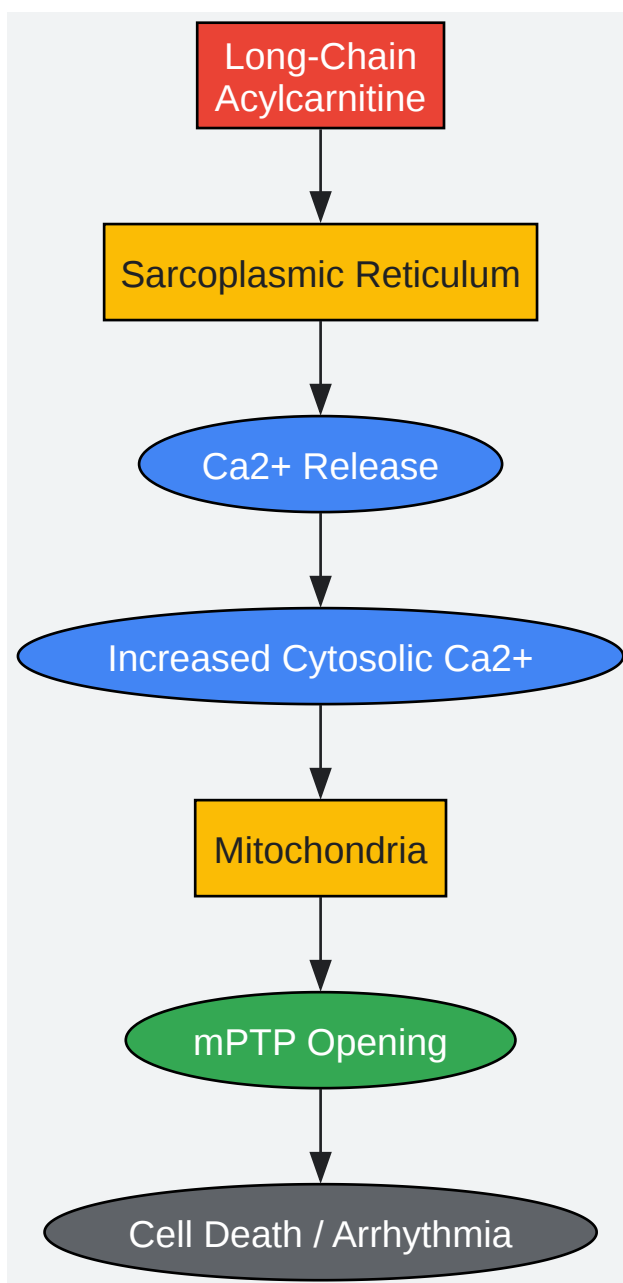 Long-Chain
Acylcarnitine
Sarcoplasmic Reticulum
Ca2+ Release
Increased Cytosolic Ca2+
Mitochondria
mPTP Opening
Cell Death / Arrhythmia